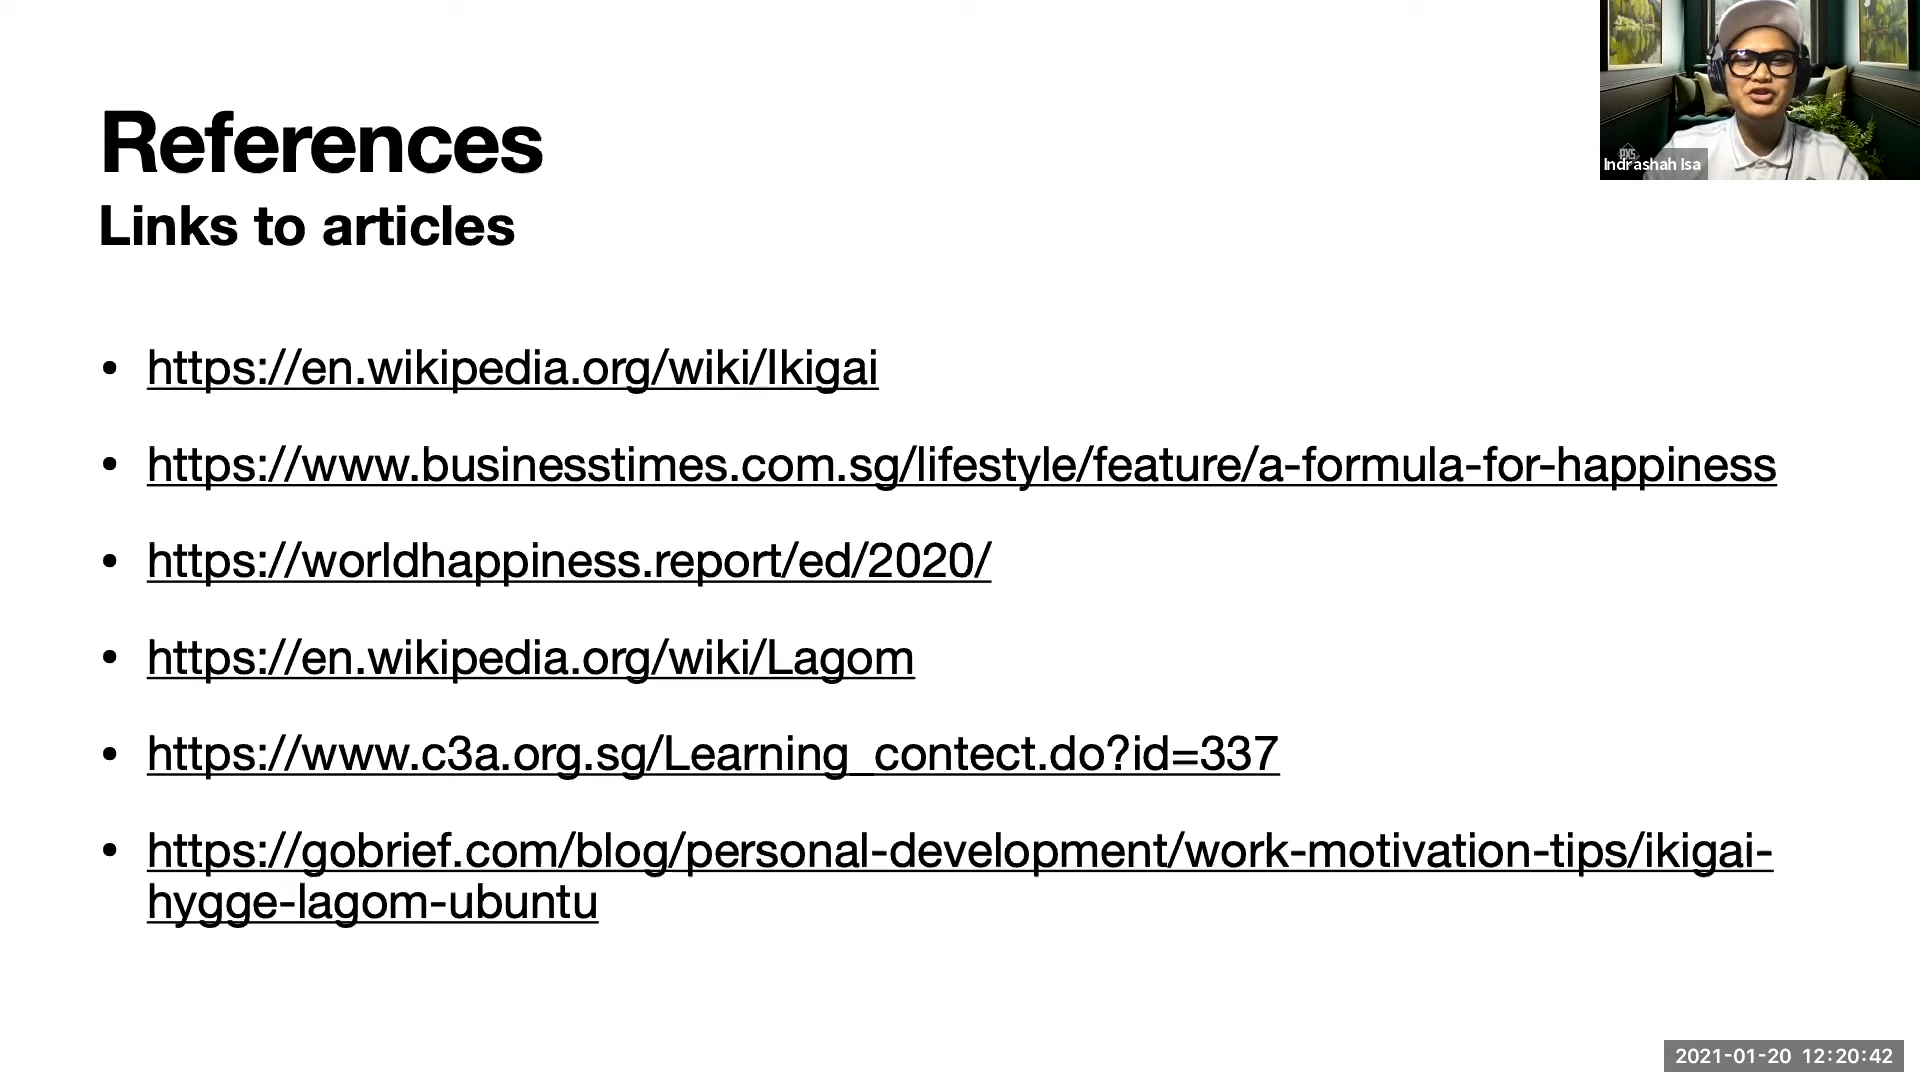 References
Links to articles
• https://en.wikipedia.org/wiki/Ikigai
• https://www.businesstimes.com.sg/lifestyle/feature/a-formula-for-happiness
• https://worldhappiness.report/ed/2020/
• https://en.wikipedia.org/wiki/Lagom
• https://www.c3a.org.sg/Learning_contect.do?id=337
• https://gobrief.com/blog/personal-development/work-motivation-tips/ikigai-
hygge-lagom-ubuntu
Indrashah Isa
2021-01-20 12:20:42